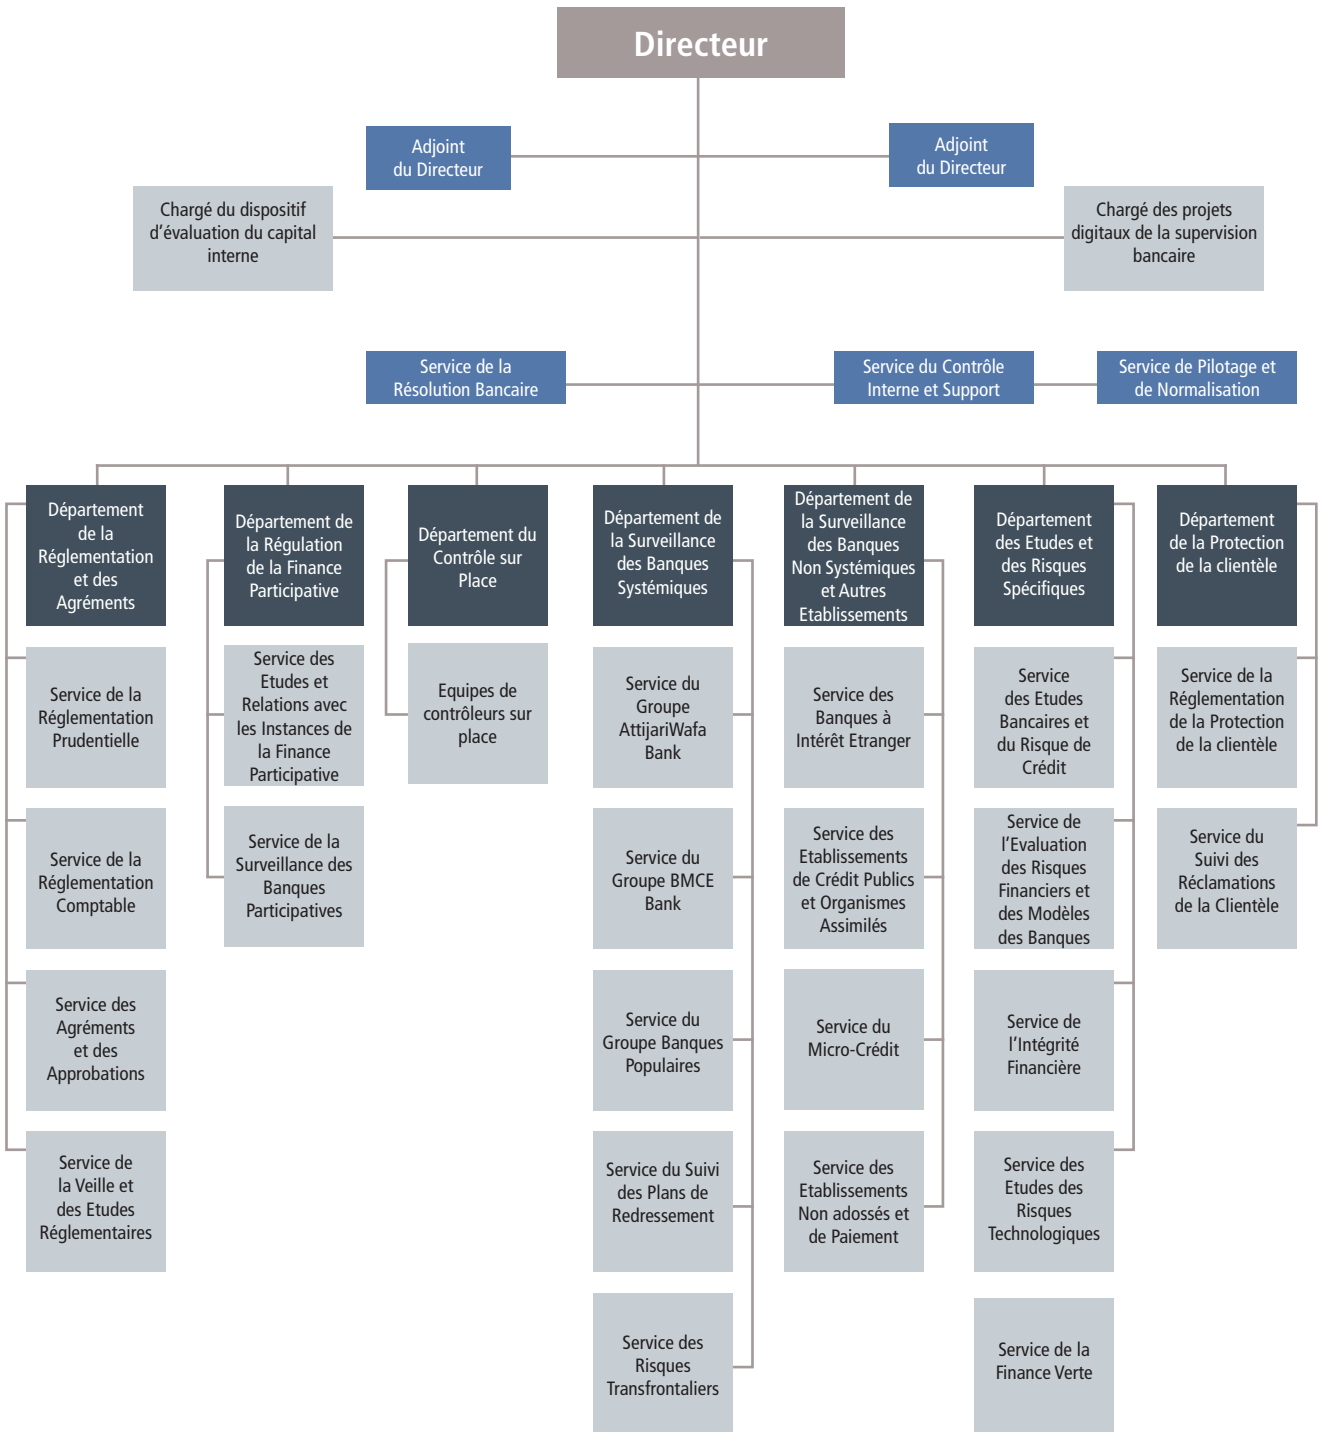 Directeur
Adjoint
du Directeur
Adjoint
du Directeur
Chargé du dispositif
d'évaluation du capital
interne
Chargé des projets
digitaux de la supervision
bancaire
Service de la
Résolution Bancaire
Service du Contrôle
Interne et Support
Service de Pilotage et
de Normalisation
Département
de la
Réglementation
et des
Agréments
Service de la
Réglementation
Prudentielle
Service de la
Réglementation
Comptable
Service des
Agréments
et des
Approbations
Service de
la Veille et
des Etudes
Réglementaires
Département de
la Régulation
de la Finance
Participative
Service des
Etudes et
Relations avec
les Instances de
la Finance
Participative
Service de la
Surveillance des
Banques
Participatives
Département du
Contrôle sur
Place
Equipes de
contrôleurs sur
place
Département de
la Surveillance
des Banques
Systémiques
Service du
Groupe
AttijariWafa
Bank
Service du
Groupe BMCE
Bank
Service du
Groupe Banques
Populaires
Service du Suivi
des Plans de
Redressement
Service des
Risques
Transfrontaliers
Département de
la Surveillance
des Banques
Non Systémiques
et Autres
Etablissements
Service des
Banques à
Intérêt Etranger
Service des
Etablissements
de Crédit Publics
et Organismes
Assimilés
Service du
Micro-Crédit
Service des
Etablissements
Non adossés et
de Paiement
Département
des Etudes et
des Risques
Spécifiques
Service
des Etudes
Bancaires et
du Risque de
Crédit
Service de
l'Evaluation
des Risques
Financiers et
des Modèles
des Banques
Service de
l'Intégrité
Financière
Service des
Etudes des
Risques
Technologiques
Service de la
Finance Verte
Département
de la Protection
de la clientèle
Service de la
Réglementation
de la Protection
de la clientèle
Service du
Suivi des
Réclamations
de la Clientèle